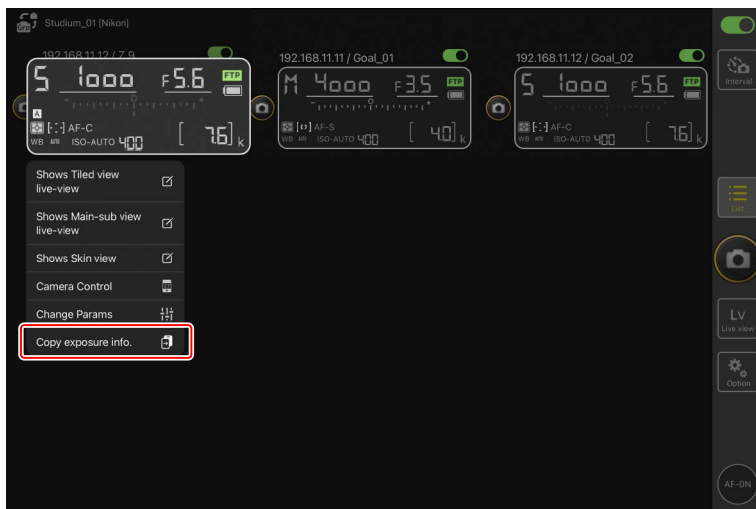 Grp
Studium_01 [Nikon]
192.168.11.12 / Z 9
S 1000 F5.6 FTP
A
AF-C
WB AUTO ISO-AUTO 400 [ 7.6] k
192.168.11.11 / Goal_01
M 4000 F3.5 FTP
AF-S
WB AUTO ISO-AUTO 400 [ 4.0] k
192.168.11.12 / Goal_02
S 1000 F5.6 FTP
AF-C
WB AUTO ISO-AUTO 400 [ 7.6] k
Shows Tiled view
live-view
Shows Main-sub view
live-view
Shows Skin view
Camera Control
Change Params
Copy exposure info.
Interval
List
Lv
Live view
Option
AF-ON